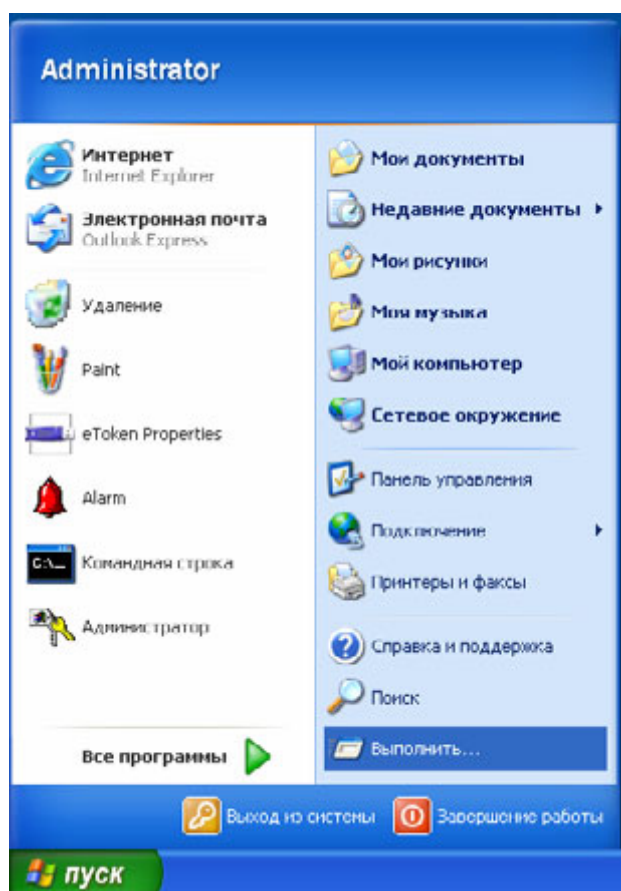 Administrator
Интернет
Internet Explorer
Электронная почта
Outlook Express
Удаление
Paint
eToken Properties
Alarm
C:\_
Командная строка
Администратор
Все программы
Мои документы
Недавние документы
Мои рисунки
Моя музыка
Мой компьютер
Сетевое окружение
Панель управления
Подключение
Принтеры и факсы
Справка и поддержка
Поиск
Выполнить...
Выход из системы
Завершение работы
пуск